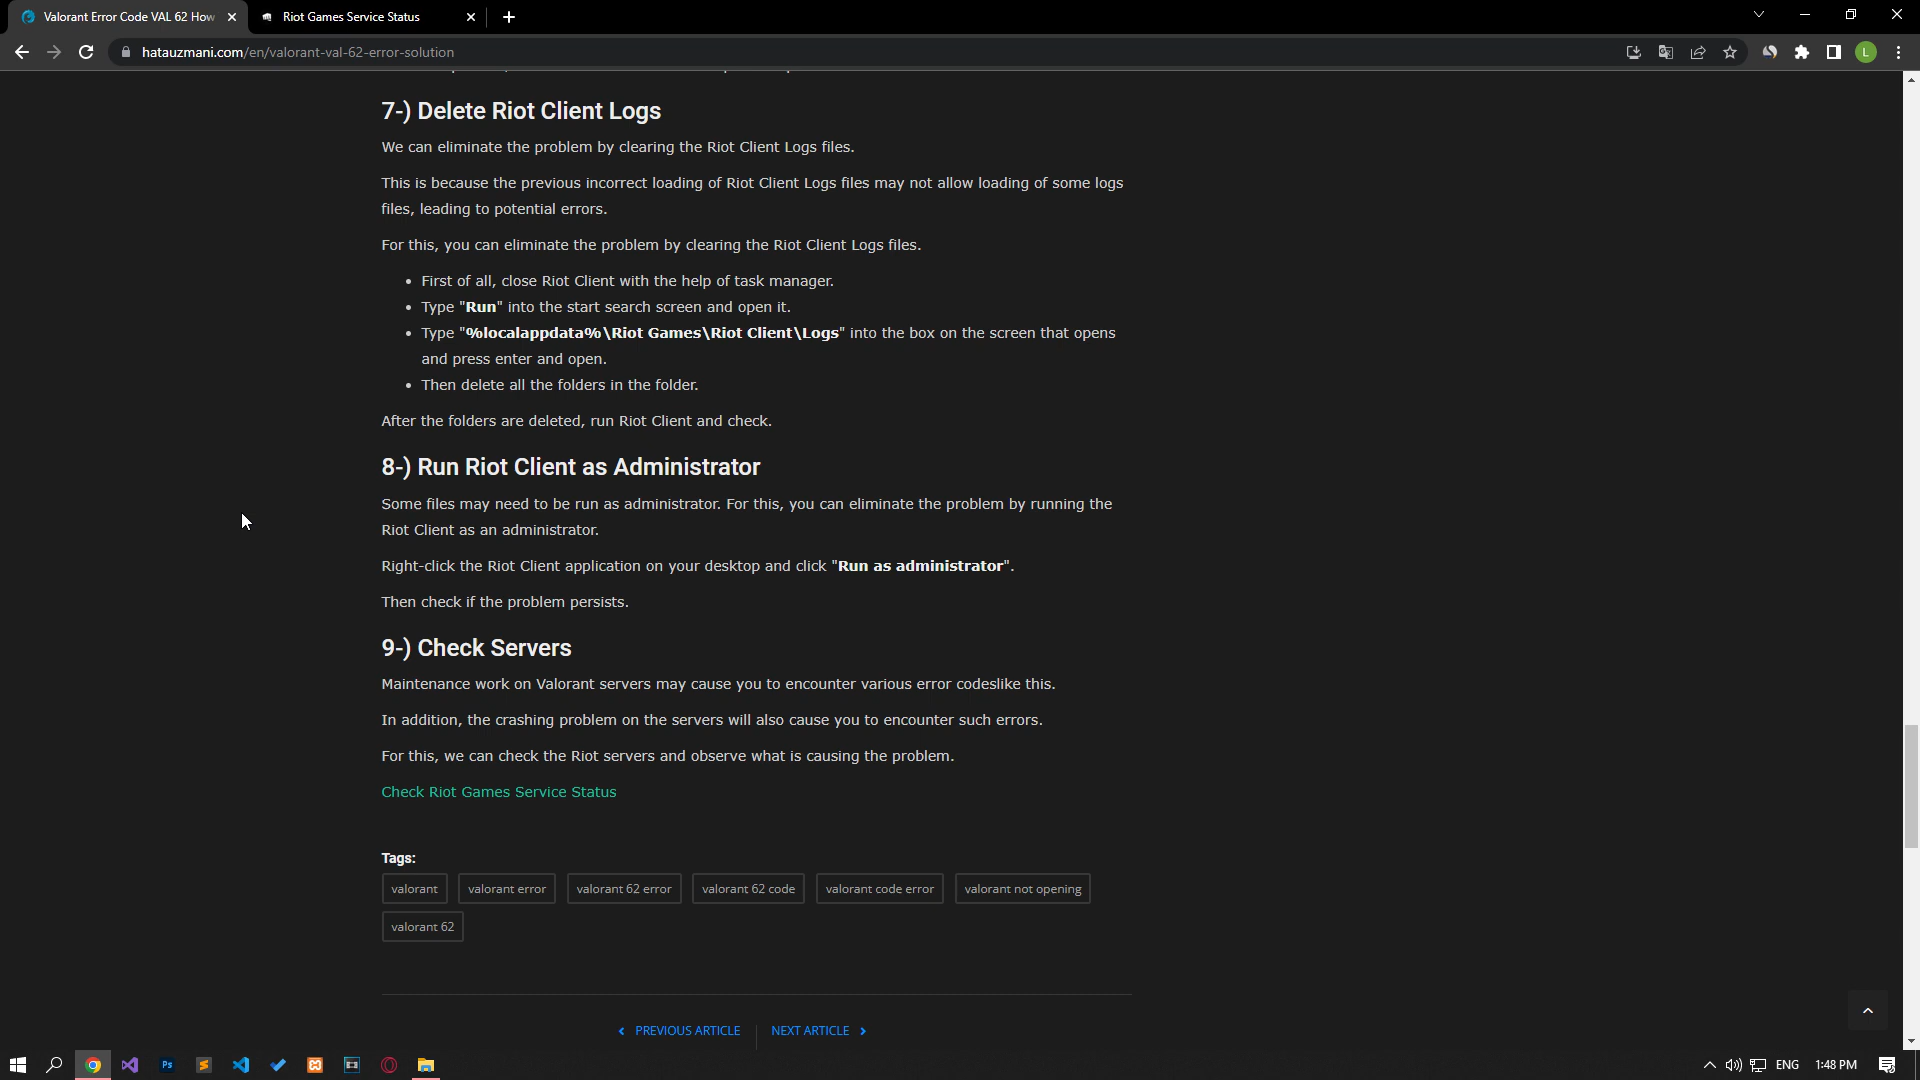 Valorant Error Code VAL 62 How
Riot Games Service Status
hatauzmani.com/en/valorant-val-62-error-solution
L
7-) Delete Riot Client Logs
We can eliminate the problem by clearing the Riot Client Logs files.
This is because the previous incorrect loading of Riot Client Logs files may not allow loading of some logs
files, leading to potential errors.
For this, you can eliminate the problem by clearing the Riot Client Logs files.
• First of all, close Riot Client with the help of task manager.
• Type "Run" into the start search screen and open it.
• Type "%localappdata%\Riot Games\Riot Client\Logs" into the box on the screen that opens
and press enter and open.
• Then delete all the folders in the folder.
After the folders are deleted, run Riot Client and check.
8-) Run Riot Client as Administrator
Some files may need to be run as administrator. For this, you can eliminate the problem by running the
Riot Client as an administrator.
Right-click the Riot Client application on your desktop and click "Run as administrator".
Then check if the problem persists.
9-) Check Servers
Maintenance work on Valorant servers may cause you to encounter various error codeslike this.
In addition, the crashing problem on the servers will also cause you to encounter such errors.
For this, we can check the Riot servers and observe what is causing the problem.
Check Riot Games Service Status
Tags:
valorant valorant error valorant 62 error valorant 62 code valorant code error valorant not opening
valorant 62
PREVIOUS ARTICLE NEXT ARTICLE
Ps ENG 1:48 PM